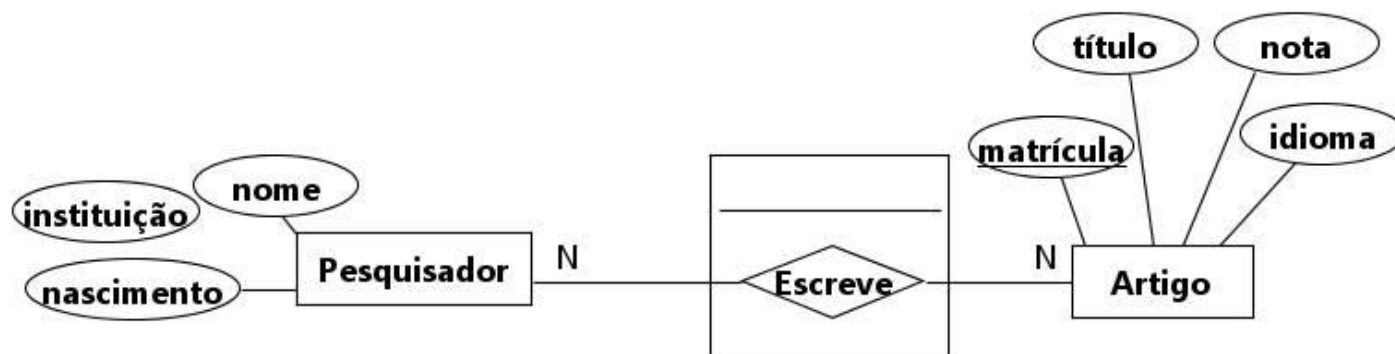 título
nota
matrícula
idioma
nome
instituição
nascimento
Pesquisador
N
Escreve
N
Artigo